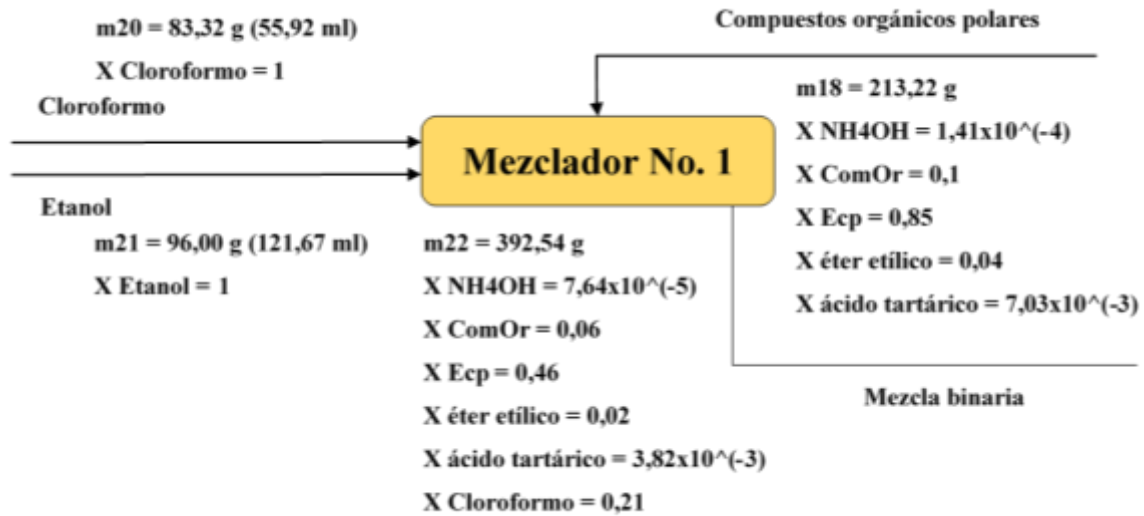 m20 = 83,32 g (55,92 ml)
X Cloroformo = 1
Cloroformo
Etanol
m21 = 96,00 g (121,67 ml)
X Etanol = 1
Mezclador No. 1
Compuestos orgánicos polares
m18 = 213,22 g
X NH4OH = 1,41x10^(-4)
X ComOr = 0,1
X Ecp = 0,85
X éter etílico = 0,04
X ácido tartárico = 7,03x10^(-3)
m22 = 392,54 g
X NH4OH = 7,64x10^(-5)
X ComOr = 0,06
X Ecp = 0,46
X éter etílico = 0,02
X ácido tartárico = 3,82x10^(-3)
X Cloroformo = 0,21
Mezcla binaria